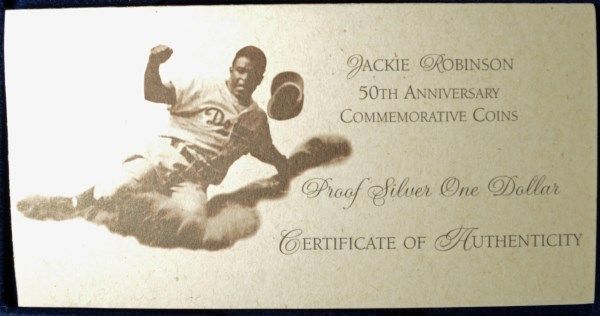 Jackie Robinson
50th Anniversary
Commemorative Coins
Proof Silver One Dollar
Certificate of Authenticity